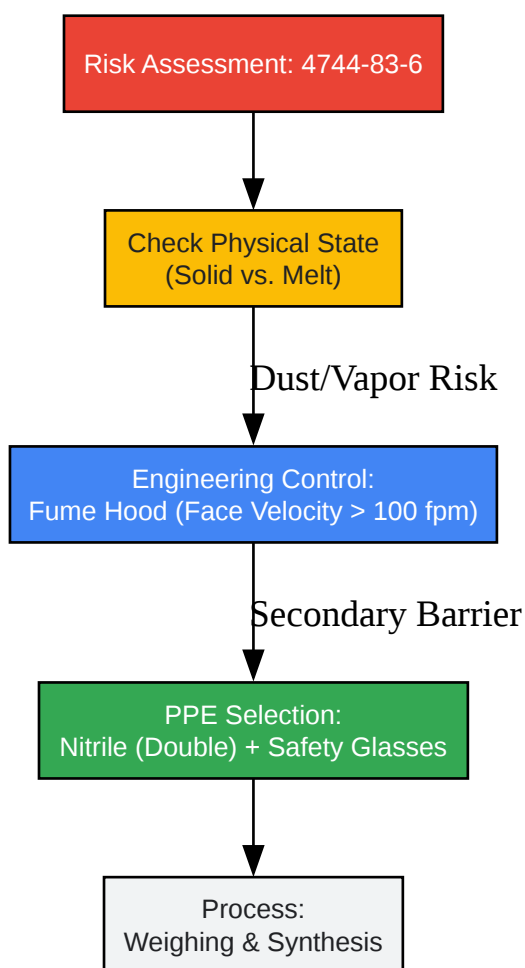 Risk Assessment: 4744-83-6
Check Physical State
(Solid vs. Melt)
Dust/Vapor Risk
Engineering Control:
Fume Hood (Face Velocity > 100 fpm)
Secondary Barrier
PPE Selection:
Nitrile (Double) + Safety Glasses
Process:
Weighing & Synthesis